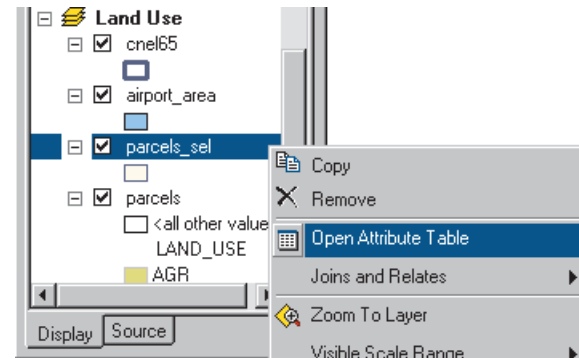 Land Use
cnel65
airport_area
parcels_sel
parcels
<all other value
LAND_USE
AGR
Display Source
Copy
Remove
Open Attribute Table
Joins and Relates
Zoom To Layer
Visible Scale Range